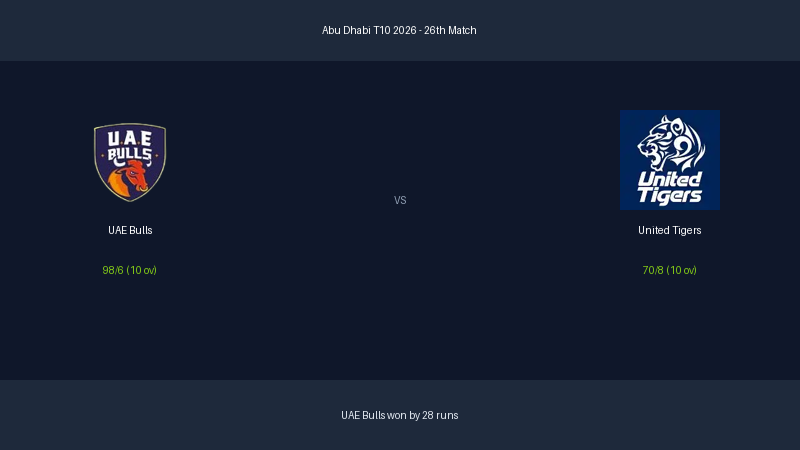 Abu Dhabi T10 2026 - 26th Match
U.A.E
BULLS
United
Tigers
VS
UAE Bulls
United Tigers
98/6 (10 ov)
70/8 (10 ov)
UAE Bulls won by 28 runs